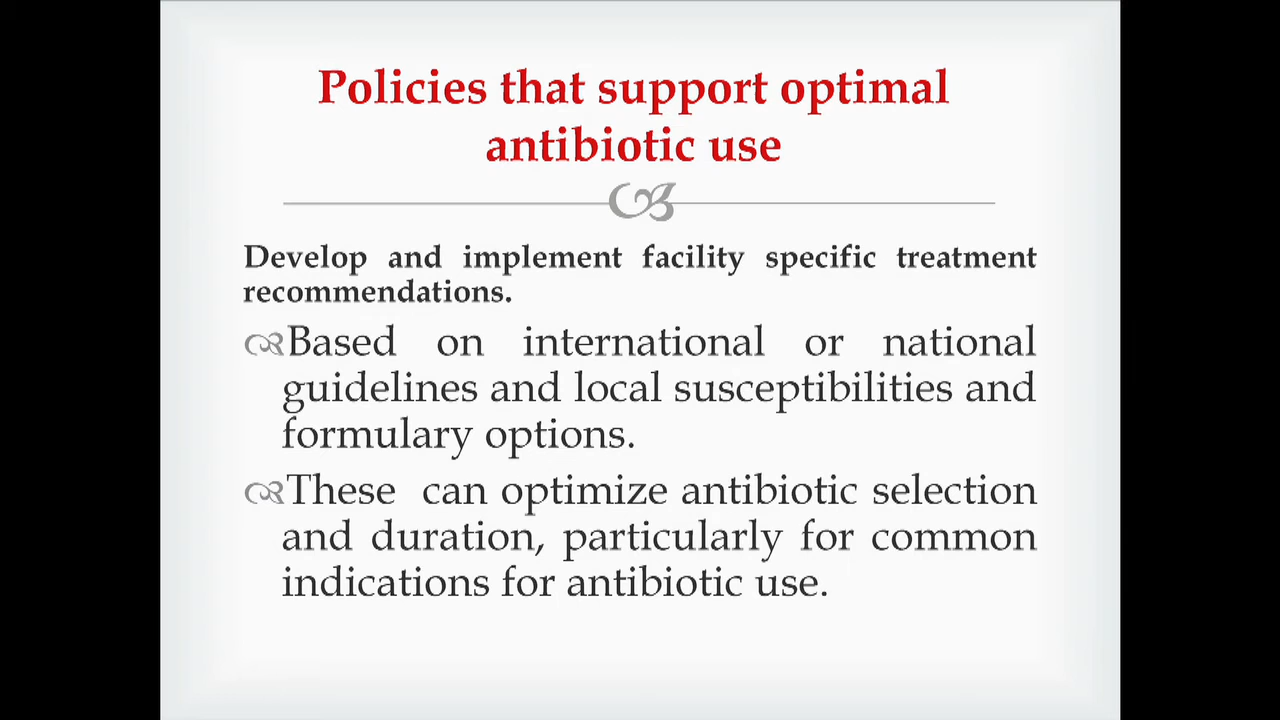 Policies that support optimal
antibiotic use
Develop and implement facility specific treatment
recommendations.
Based on international or national
guidelines and local susceptibilities and
formulary options.
These can optimize antibiotic selection
and duration, particularly for common
indications for antibiotic use.